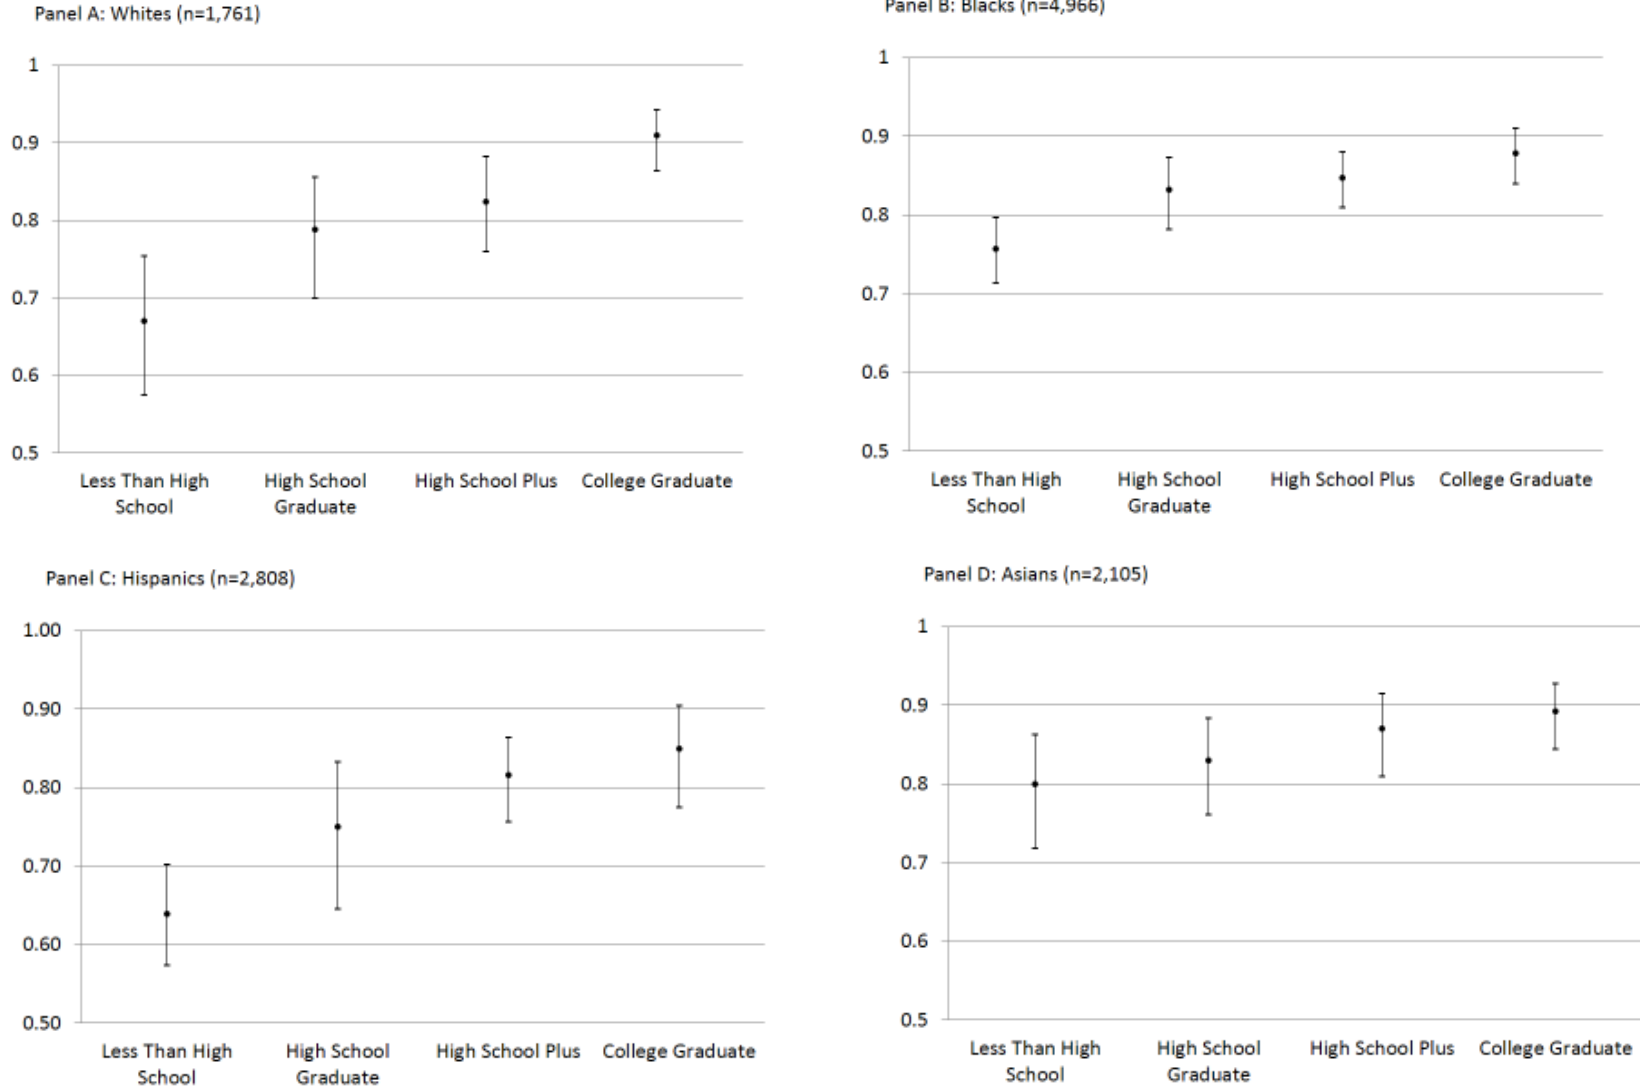 Panel A: Whites (n=1,761)
1
0.9
0.8
0.7
0.6
0.5
Less Than High School
High School Graduate
High School Plus
College Graduate
Panel B: Blacks (n=4,966)
1
0.9
0.8
0.7
0.6
0.5
Less Than High School
High School Graduate
High School Plus
College Graduate
Panel C: Hispanics (n=2,808)
1.00
0.90
0.80
0.70
0.60
0.50
Less Than High School
High School Graduate
High School Plus
College Graduate
Panel D: Asians (n=2,105)
1
0.9
0.8
0.7
0.6
0.5
Less Than High School
High School Graduate
High School Plus
College Graduate